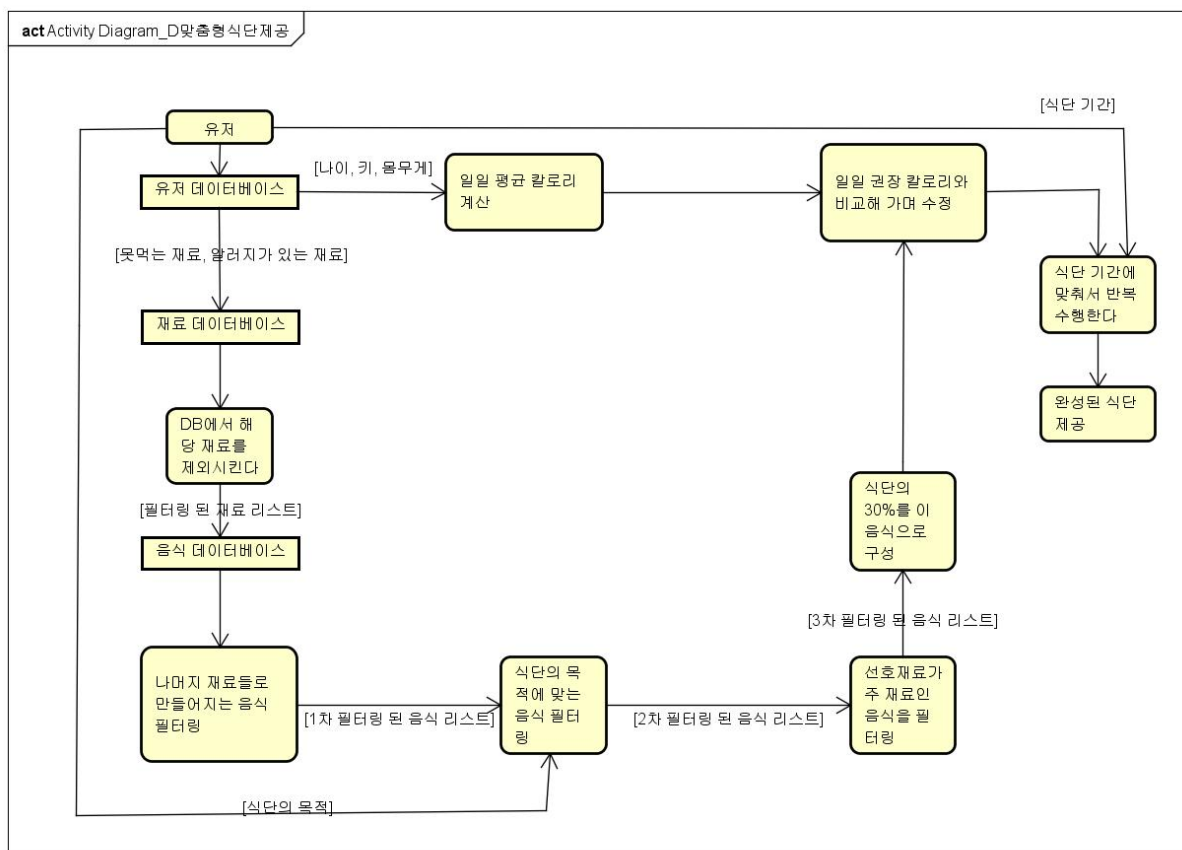 act Activity Diagram_D맞춤형식단제공
[식단 기간]
유저
[나이, 키, 몸무게]
유저 데이터베이스
일일 평균 칼로리
계산
일일 권장 칼로리와
비교해 가며 수정
[못먹는 재료, 알러지가 있는 재료]
식단 기간에
맞춰서 반복
수행한다
재료 데이터베이스
완성된 식단
제공
DB에서 해
당 재료를
제외시킨다
[필터링 된 재료 리스트]
음식 데이터베이스
식단의
30%를 이
음식으로
구성
[3차 필터링 된 음식 리스트]
나머지 재료들로
만들어지는 음식
필터링
[1차 필터링 된 음식 리스트]
식단의 목
적에 맞는
음식 필터
링
[2차 필터링 된 음식 리스트]
선호재료가
주 재료인
음식을 필
터링
[식단의 목적]